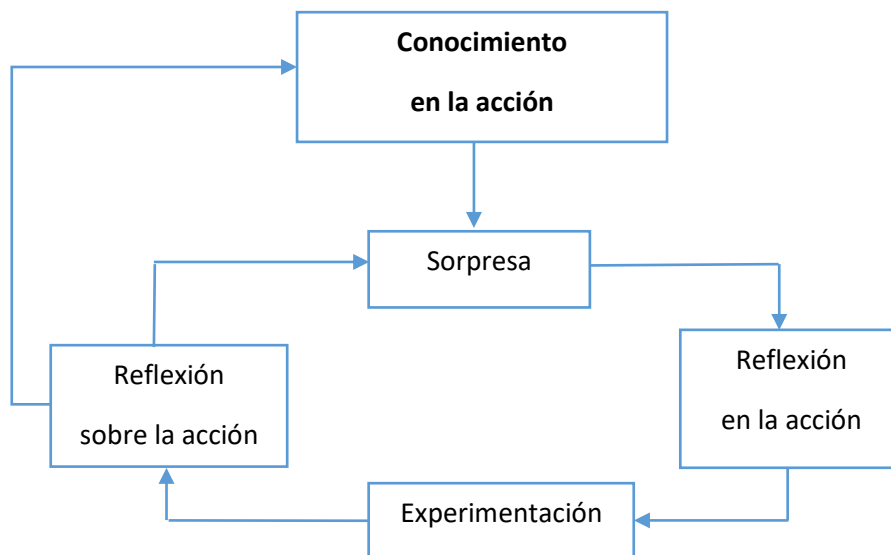 Conocimiento
en la acción
Sorpresa
Reflexión
en la acción
Reflexión
sobre la acción
Experimentación